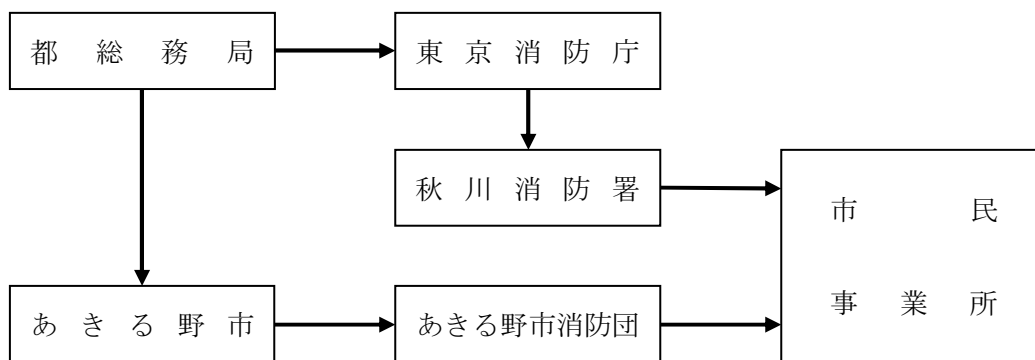 都総務局
東京消防庁
秋川消防署
市民
事業所
あきる野市
あきる野市消防団